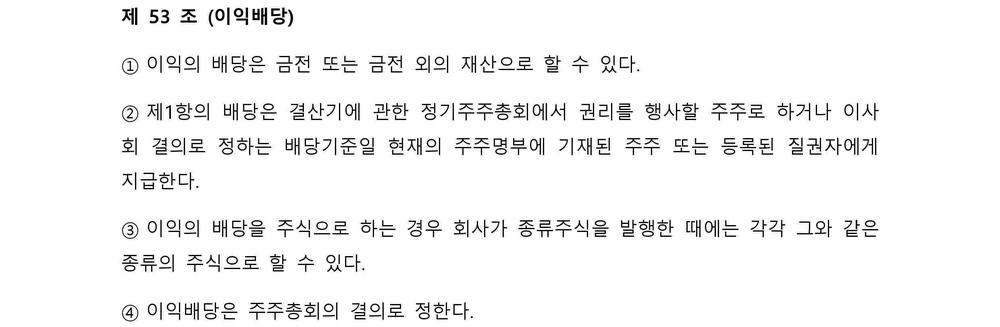 제 53 조 (이익배당)
① 이익의 배당은 금전 또는 금전 외의 재산으로 할 수 있다.
② 제1항의 배당은 결산기에 관한 정기주주총회에서 권리를 행사할 주주로 하거나 이사
회 결의로 정하는 배당기준일 현재의 주주명부에 기재된 주주 또는 등록된 질권자에게
지급한다.
③ 이익의 배당을 주식으로 하는 경우 회사가 종류주식을 발행한 때에는 각각 그와 같은
종류의 주식으로 할 수 있다.
④ 이익배당은 주주총회의 결의로 정한다.